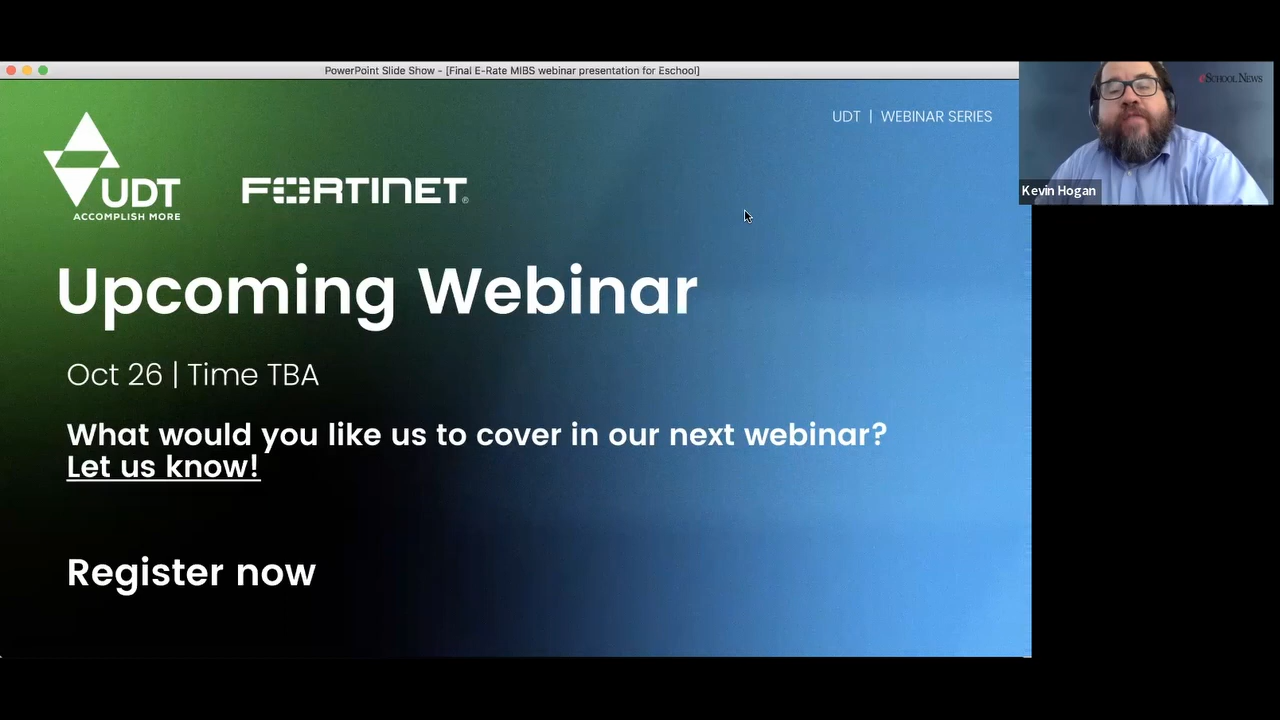 PowerPoint Slide Show - [Final E-Rate MIBS webinar presentation for Eschool]
UDT | WEBINAR SERIES
eSCHOOL NEWS
Kevin Hogan
UDT
ACCOMPLISH MORE
FORTINET®
Upcoming Webinar
Oct 26 | Time TBA
What would you like us to cover in our next webinar?
Let us know!
Register now